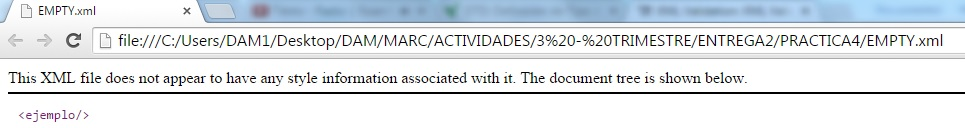 EMPTY.xml
file:///C:/Users/DAM1/Desktop/DAM/MARC/ACTIVIDADES/3%20-%20TRIMESTRE/ENTREGA2/PRACTICA4/EMPTY.xml
This XML file does not appear to have any style information associated with it. The document tree is shown below.
<ejemplo/>